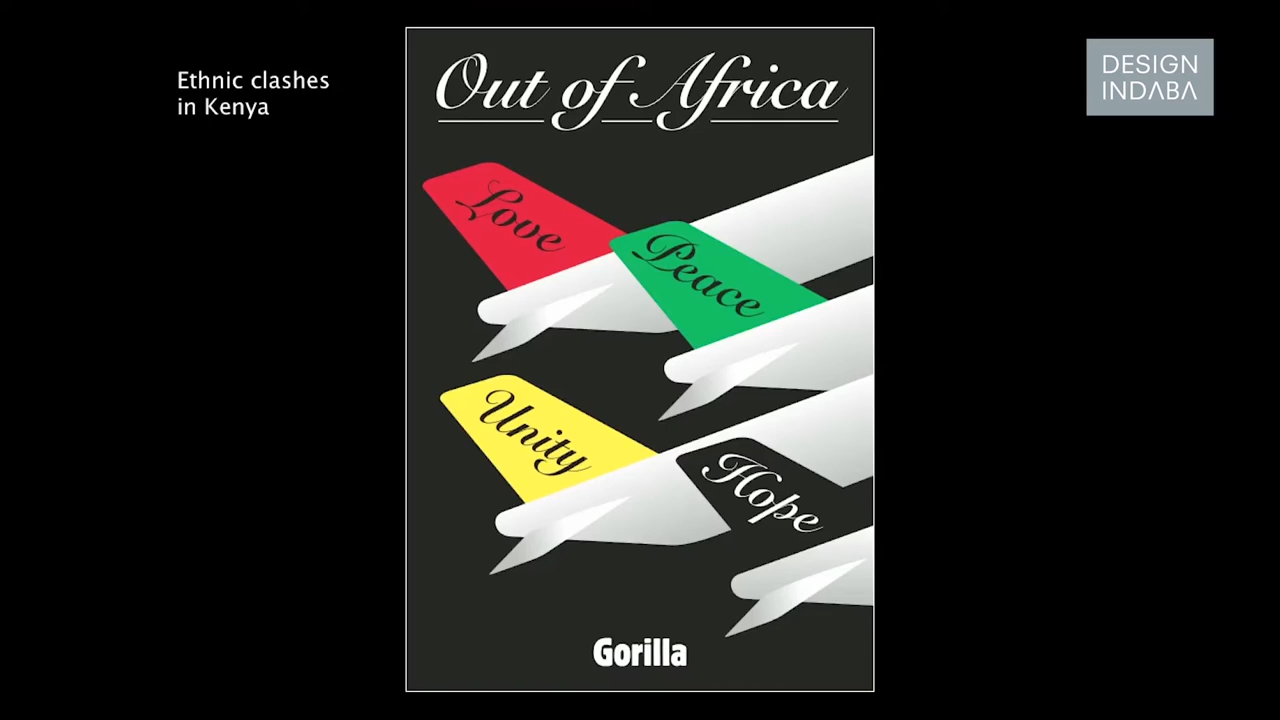 Ethnic clashes
in Kenya
Out of Africa
Love
Peace
Unity
Hope
Gorilla
DESIGN
INDABA